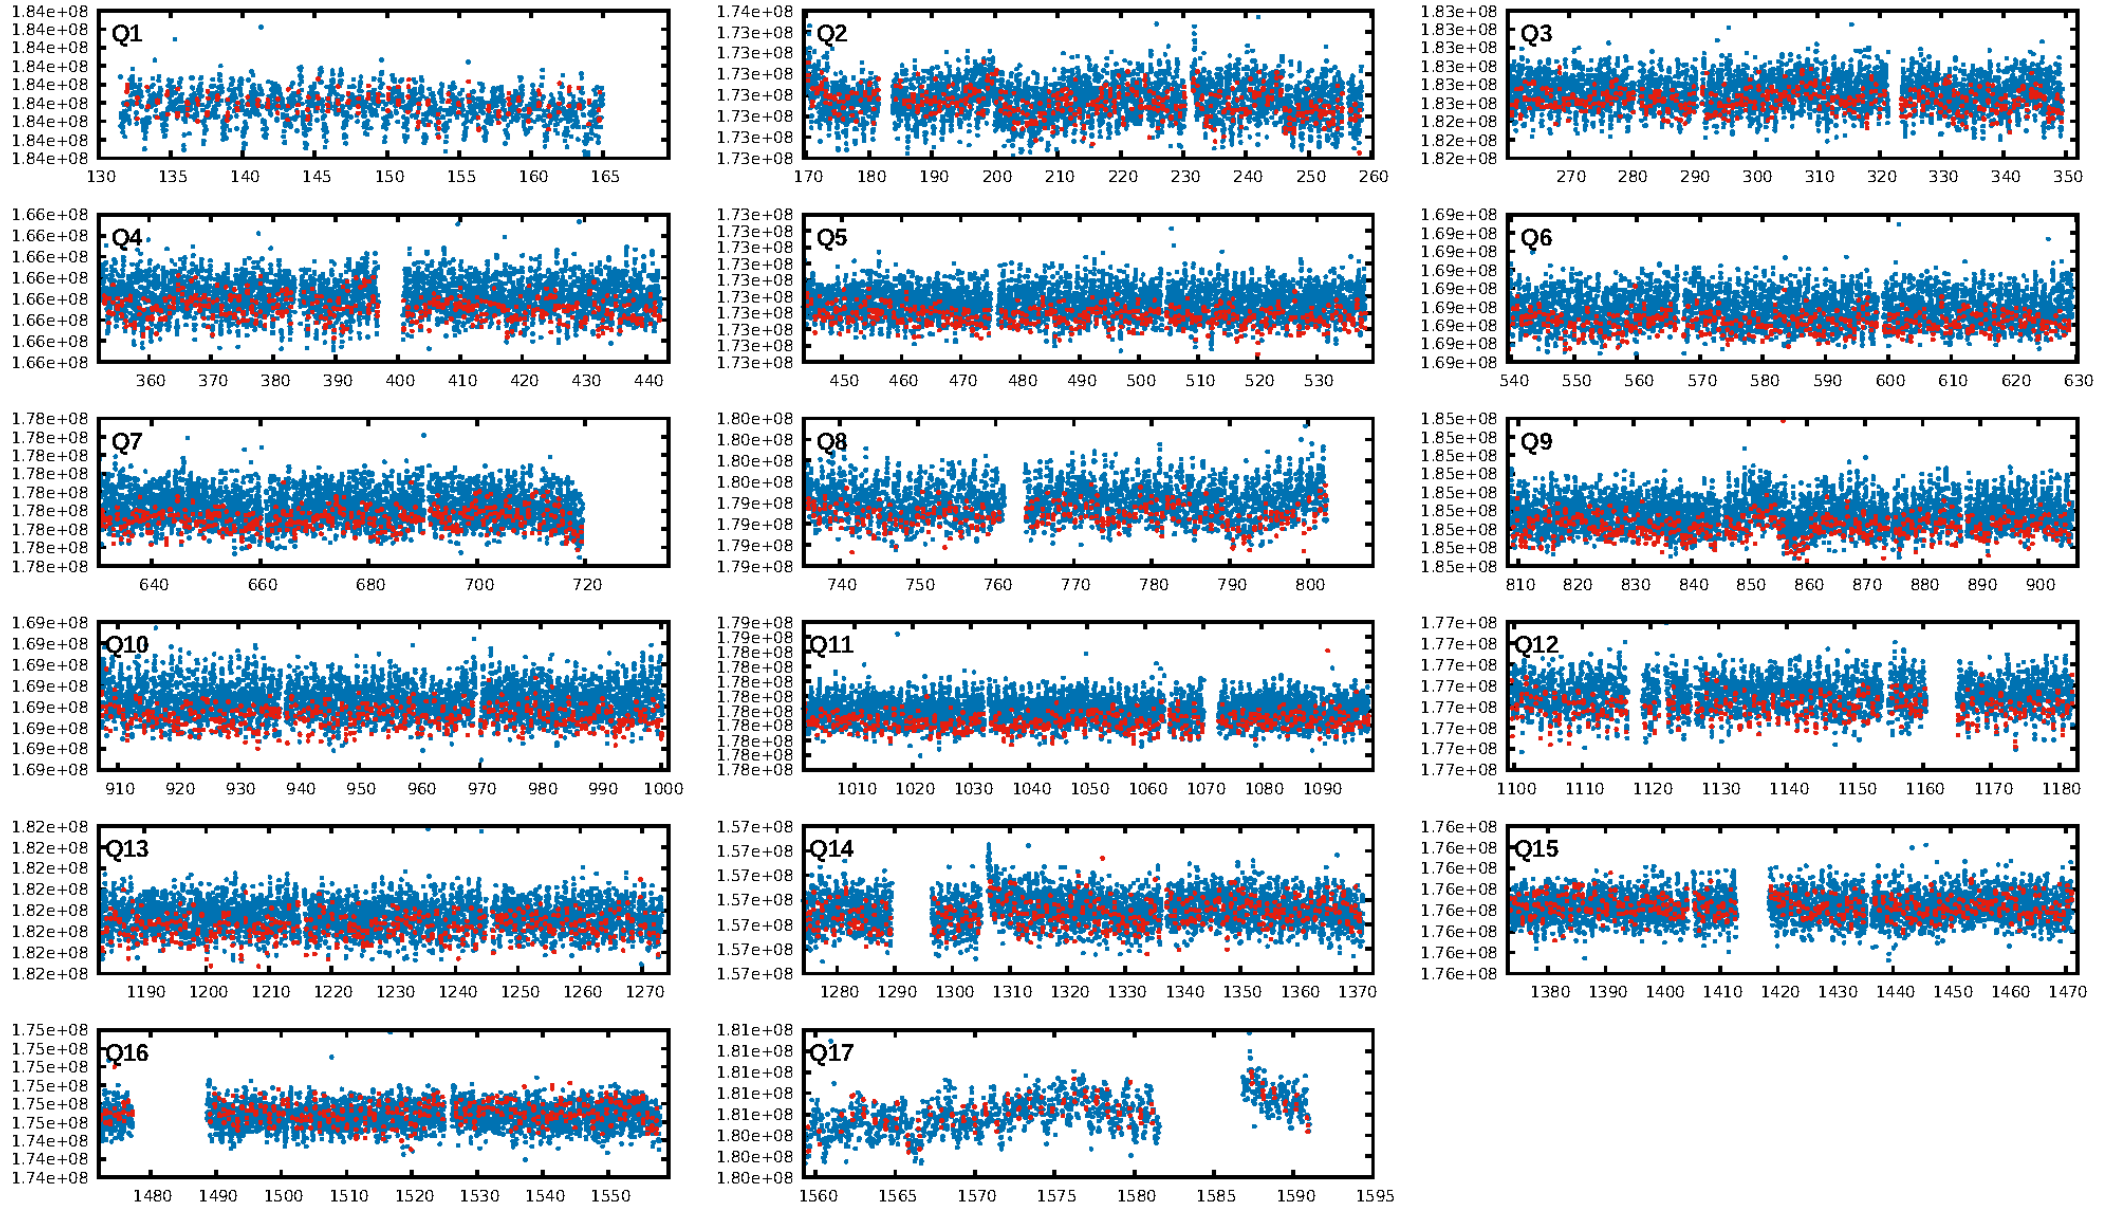 1.84e+08
1.84e+08
1.84e+08
1.84e+08
1.84e+08
1.84e+08
1.84e+08
1.84e+08
1.84e+08
Q1
130 135 140 145 150 155 160 165
1.74e+08
1.73e+08
1.73e+08
1.73e+08
1.73e+08
1.73e+08
1.73e+08
1.73e+08
Q2
170 180 190 200 210 220 230 240 250 260
1.83e+08
1.83e+08
1.83e+08
1.83e+08
1.83e+08
1.83e+08
1.82e+08
1.82e+08
1.82e+08
Q3
270 280 290 300 310 320 330 340 350
1.66e+08
1.66e+08
1.66e+08
1.66e+08
1.66e+08
1.66e+08
1.66e+08
1.66e+08
Q4
360 370 380 390 400 410 420 430 440
1.73e+08
1.73e+08
1.73e+08
1.73e+08
1.73e+08
1.73e+08
1.73e+08
1.73e+08
1.73e+08
1.73e+08
Q5
450 460 470 480 490 500 510 520 530
1.69e+08
1.69e+08
1.69e+08
1.69e+08
1.69e+08
1.69e+08
1.69e+08
1.69e+08
1.69e+08
Q6
540 550 560 570 580 590 600 610 620 630
1.78e+08
1.78e+08
1.78e+08
1.78e+08
1.78e+08
1.78e+08
1.78e+08
1.78e+08
1.78e+08
Q7
640 660 680 700 720
1.80e+08
1.80e+08
1.80e+08
1.80e+08
1.79e+08
1.79e+08
1.79e+08
1.79e+08
Q8
740 750 760 770 780 790 800
1.85e+08
1.85e+08
1.85e+08
1.85e+08
1.85e+08
1.85e+08
1.85e+08
1.85e+08
1.85e+08
Q9
810 820 830 840 850 860 870 880 890 900
1.69e+08
1.69e+08
1.69e+08
1.69e+08
1.69e+08
1.69e+08
1.69e+08
1.69e+08
Q10
910 920 930 940 950 960 970 980 990 1000
1.79e+08
1.79e+08
1.78e+08
1.78e+08
1.78e+08
1.78e+08
1.78e+08
1.78e+08
1.78e+08
1.78e+08
1.78e+08
Q11
1010 1020 1030 1040 1050 1060 1070 1080 1090
1.77e+08
1.77e+08
1.77e+08
1.77e+08
1.77e+08
1.77e+08
1.77e+08
1.77e+08
Q12
1100 1110 1120 1130 1140 1150 1160 1170 1180
1.82e+08
1.82e+08
1.82e+08
1.82e+08
1.82e+08
1.82e+08
1.82e+08
1.82e+08
Q13
1190 1200 1210 1220 1230 1240 1250 1260 1270
1.57e+08
1.57e+08
1.57e+08
1.57e+08
1.57e+08
1.57e+08
1.57e+08
Q14
1280 1290 1300 1310 1320 1330 1340 1350 1360 1370
1.76e+08
1.76e+08
1.76e+08
1.76e+08
1.76e+08
1.76e+08
1.76e+08
1.76e+08
Q15
1380 1390 1400 1410 1420 1430 1440 1450 1460 1470
1.75e+08
1.75e+08
1.75e+08
1.75e+08
1.75e+08
1.75e+08
1.74e+08
1.74e+08
1.74e+08
Q16
1480 1490 1500 1510 1520 1530 1540 1550
1.81e+08
1.81e+08
1.81e+08
1.81e+08
1.81e+08
1.80e+08
1.80e+08
1.80e+08
Q17
1560 1565 1570 1575 1580 1585 1590 1595